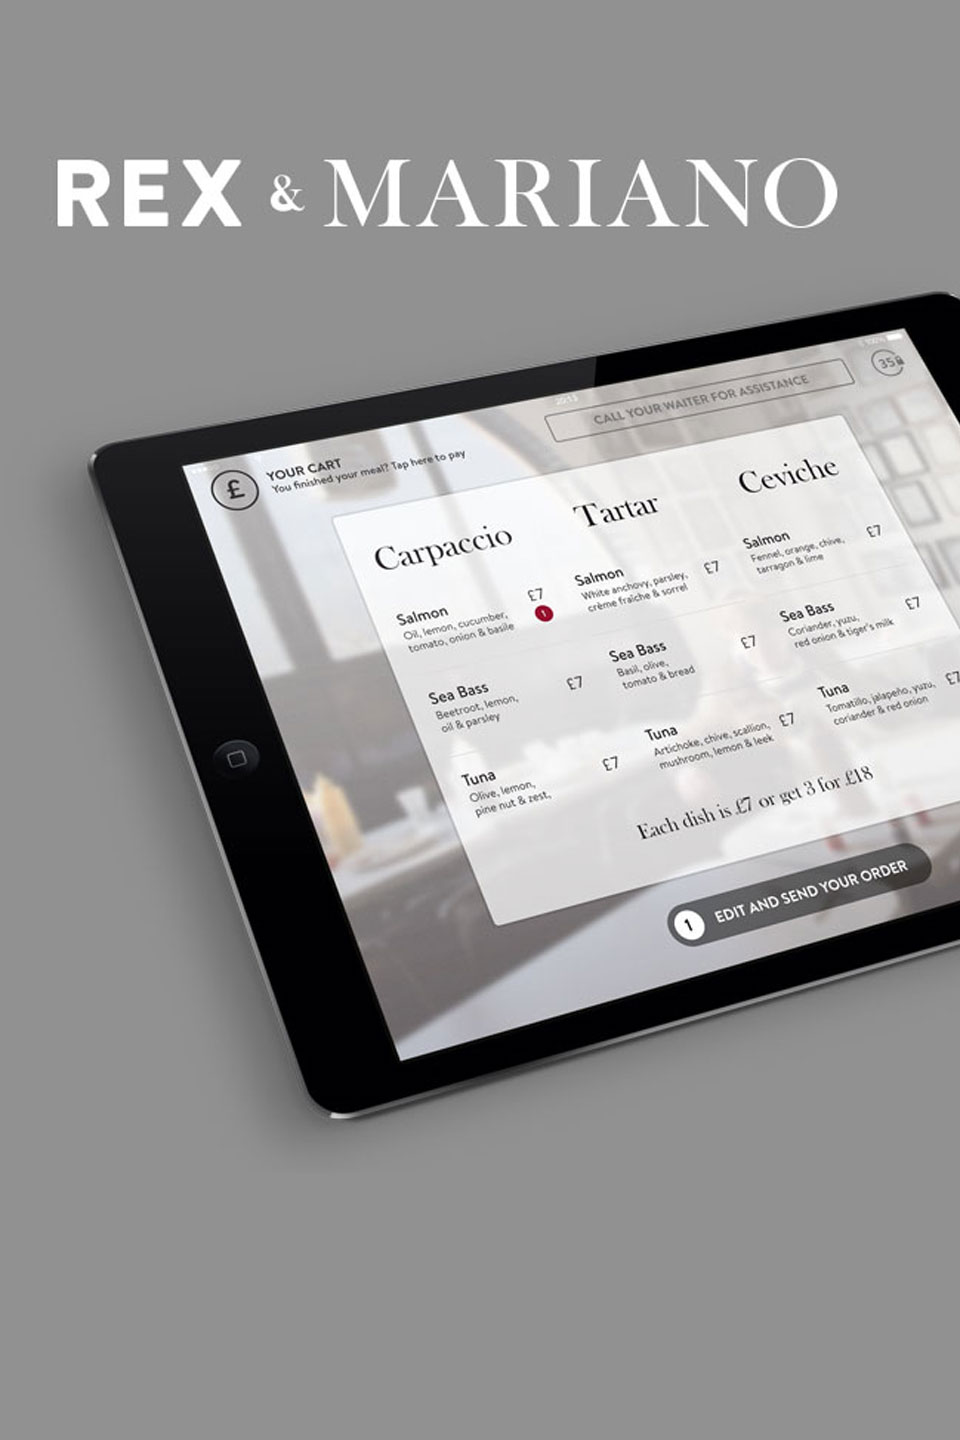 REX & MARIANO
20:13
100%
CALL YOUR WAITER FOR ASSISTANCE
35
£
YOUR CART
You finished your meal? Tap here to pay
Carpaccio
Salmon £7
Oil, lemon, cucumber,
tomato, onion & basile
1
Sea Bass £7
Beetroot, lemon,
oil & parsley
Tuna £7
Olive, lemon,
pine nut & zest,
Tartar
Salmon £7
White anchovy, parsley,
crème fraîche & sorrel
Sea Bass £7
Basil, olive,
tomato & bread
Tuna £7
Artichoke, chive, scallion,
mushroom, lemon & leek
Ceviche
Salmon £7
Fennel, orange, chive,
tarragon & lime
Sea Bass £7
Coriander, yuzu,
red onion & tiger's milk
Tuna £7
Tomatillo, jalapeño, yuzu,
coriander & red onion
Each dish is £7 or get 3 for £18
1 EDIT AND SEND YOUR ORDER